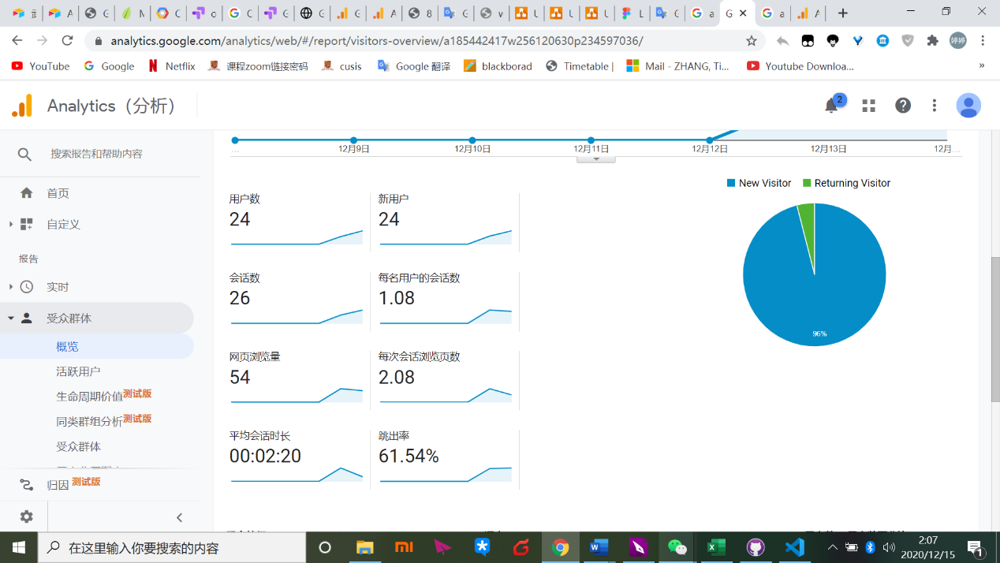 analytics.google.com/analytics/web/#/report/visitors-overview/a185442417w256120630p234597036/
婷婷
YouTube
Google
Netflix
课程zoom链接密码
cusis
Google 翻译
blackborad
Timetable |
Mail - ZHANG, Ti...
Youtube Downloa...
»
Analytics（分析）
2
搜索报告和帮助内容
首页
自定义
报告
实时
受众群体
概览
活跃用户
生命周期价值测试版
同类群组分析测试版
受众群体
归因 测试版
...
12月9日
12月10日
12月11日
12月12日
12月13日
12月...
New Visitor
Returning Visitor
用户数
24
新用户
24
会话数
26
每名用户的会话数
1.08
网页浏览量
54
每次会话浏览页数
2.08
平均会话时长
00:02:20
跳出率
61.54%
96%
在这里输入你要搜索的内容
2:07
2020/12/15
1